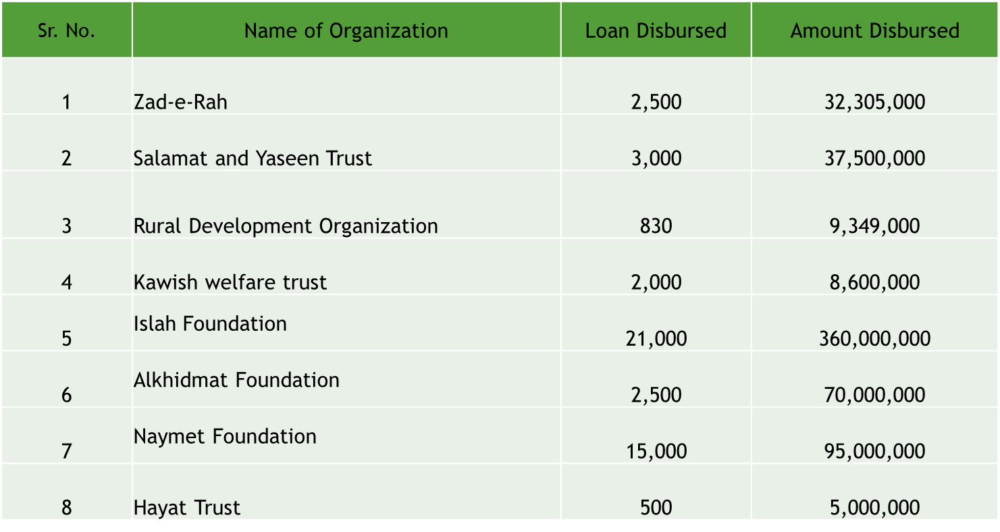 Sr. No. Name of Organization Loan Disbursed Amount Disbursed
1 Zad-e-Rah 2,500 32,305,000
2 Salamat and Yaseen Trust 3,000 37,500,000
3 Rural Development Organization 830 9,349,000
4 Kawish welfare trust 2,000 8,600,000
5 Islah Foundation 21,000 360,000,000
6 Alkhidmat Foundation 2,500 70,000,000
7 Naymet Foundation 15,000 95,000,000
8 Hayat Trust 500 5,000,000